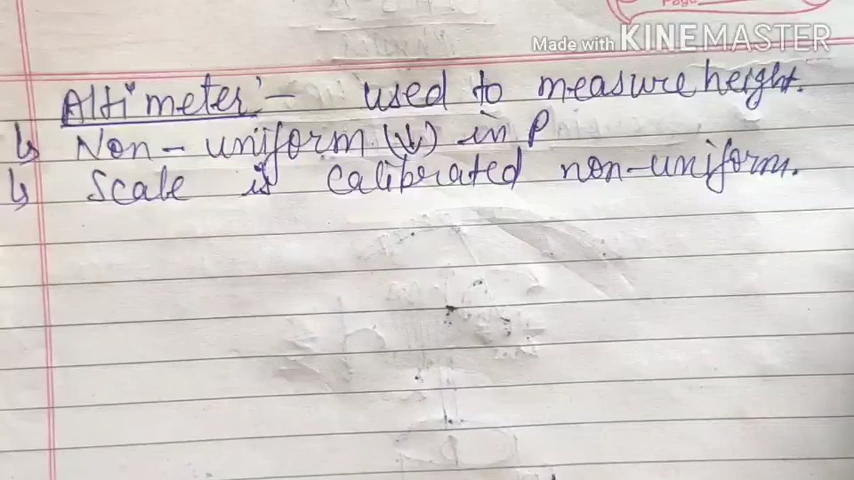 Made with KINEMASTER
Altimeter :- used to measure height.
↳ Non-uniform (↓) in P
↳ Scale is calibrated non-uniform.